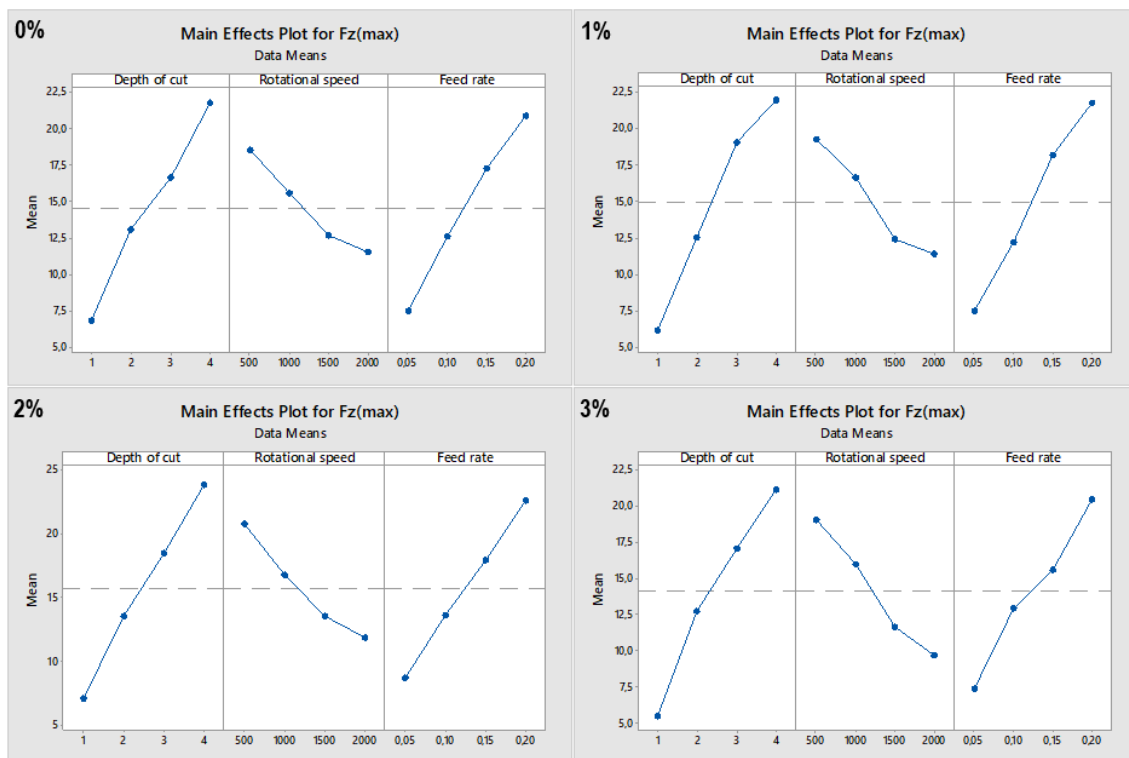 0%
Main Effects Plot for Fz(max)
Data Means
Depth of cut Rotational speed Feed rate
Mean
22,5
20,0
17,5
15,0
12,5
10,0
7,5
5,0
1 2 3 4 500 1000 1500 2000 0,05 0,10 0,15 0,20
1%
Main Effects Plot for Fz(max)
Data Means
Depth of cut Rotational speed Feed rate
Mean
22,5
20,0
17,5
15,0
12,5
10,0
7,5
5,0
1 2 3 4 500 1000 1500 2000 0,05 0,10 0,15 0,20
2%
Main Effects Plot for Fz(max)
Data Means
Depth of cut Rotational speed Feed rate
Mean
25
20
15
10
5
1 2 3 4 500 1000 1500 2000 0,05 0,10 0,15 0,20
3%
Main Effects Plot for Fz(max)
Data Means
Depth of cut Rotational speed Feed rate
Mean
22,5
20,0
17,5
15,0
12,5
10,0
7,5
5,0
1 2 3 4 500 1000 1500 2000 0,05 0,10 0,15 0,20